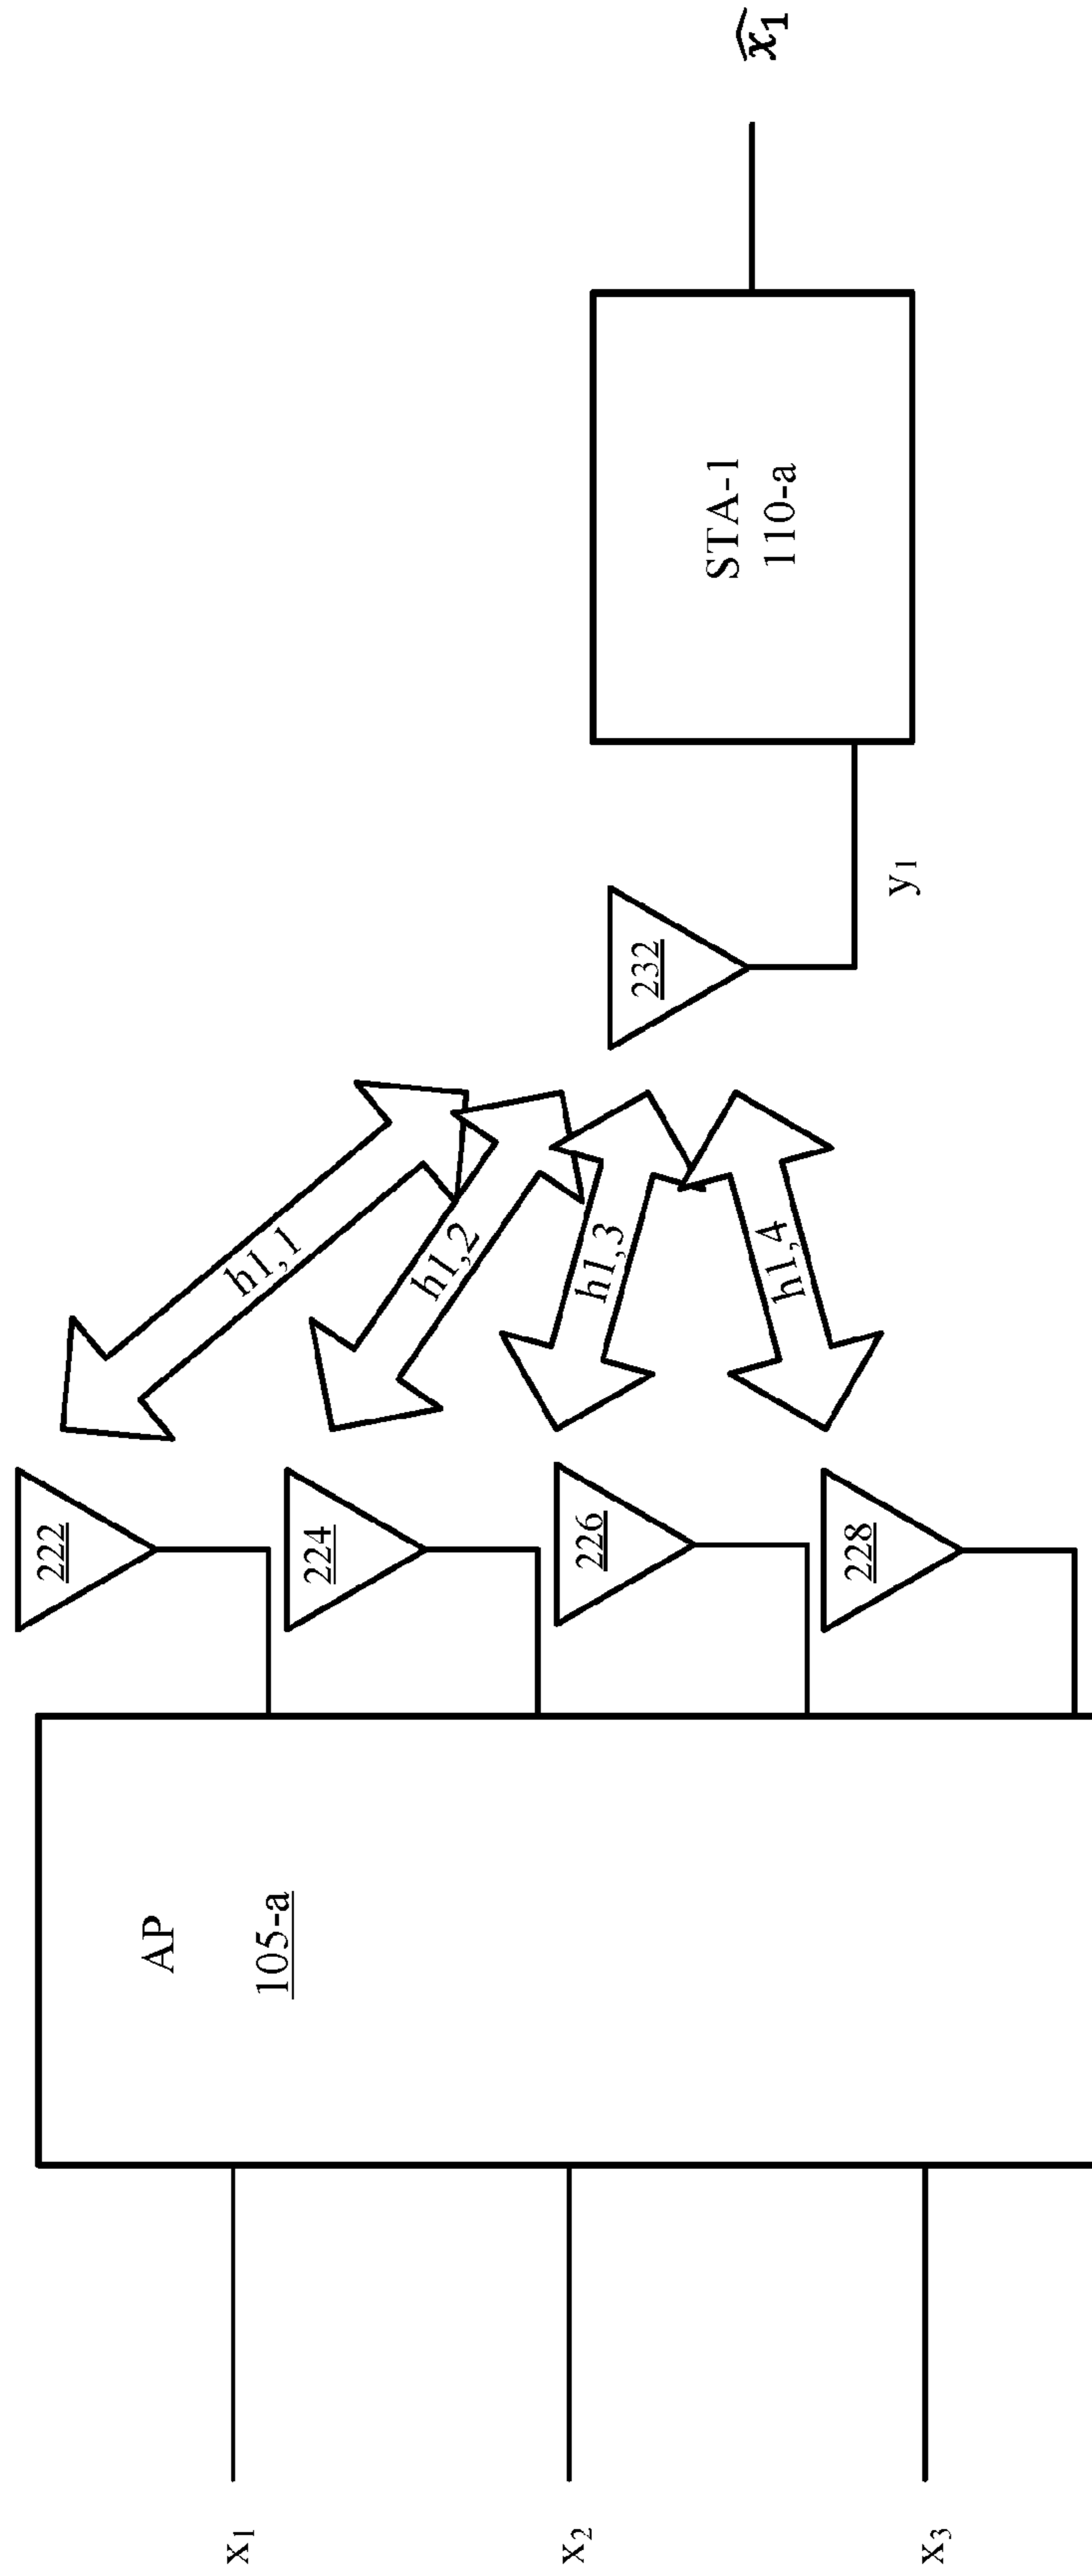 x₁
x₂
x₃
AP
105-a
222
224
226
228
h1,1
h1,2
h1,3
h1,4
232
y₁
STA-1
110-a
x̂₁